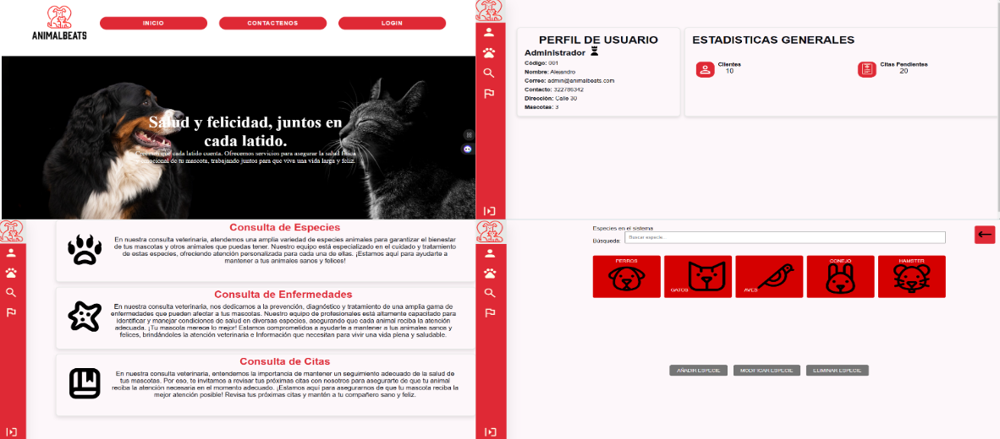 ANIMALBEATS
INICIO
CONTACTENOS
LOGIN
Salud y felicidad, juntos en
cada latido.
Creemos que cada latido cuenta. Ofrecemos servicios para asegurar la salud física
y emocional de tu mascota, trabajando juntos para que viva una vida larga y feliz.
PERFIL DE USUARIO
Administrador
Código: 001
Nombre: Alejandro
Correo: admin@animalbeats.com
Contacto: 322786342
Dirección: Calle 30
Mascotas: 3
ESTADISTICAS GENERALES
Clientes
10
Citas Pendientes
20
Consulta de Especies
En nuestra consulta veterinaria, atendemos una amplia variedad de especies animales para garantizar el bienestar
de tus mascotas y otros animales que puedas tener. Nuestro equipo está especializado en el cuidado y tratamiento
de estas especies, ofreciendo atención personalizada para cada una de ellas. ¡Estamos aquí para ayudarte a
mantener a tus animales sanos y felices!
Consulta de Enfermedades
En nuestra consulta veterinaria, nos dedicamos a la prevención, diagnóstico y tratamiento de una amplia gama de
enfermedades que pueden afectar a tus mascotas. Nuestro equipo de profesionales está altamente capacitado para
identificar y manejar condiciones de salud en diversas especies, asegurando que cada animal reciba la atención
adecuada. ¡Tu mascota merece lo mejor! Estamos comprometidos a ayudarte a mantener a tus animales sanos y
felices, brindándoles la atención veterinaria e Información que necesitan para vivir una vida plena y saludable.
Consulta de Citas
En nuestra consulta veterinaria, entendemos la importancia de mantener un seguimiento adecuado de la salud de
tus mascotas. Por eso, te invitamos a revisar tus próximas citas con nosotros para asegurarte de que tu animal
reciba la atención necesaria en el momento adecuado. ¡Estamos aquí para asegurarnos de que tu mascota reciba la
mejor atención posible! Revisa tus próximas citas y mantén a tu compañero sano y feliz.
Especies en el sistema
Búsqueda:
Buscar especie...
PERROS
GATOS
AVES
CONEJO
HAMSTER
AÑADIR ESPECIE
MODIFICAR ESPECIE
ELIMINAR ESPECIE